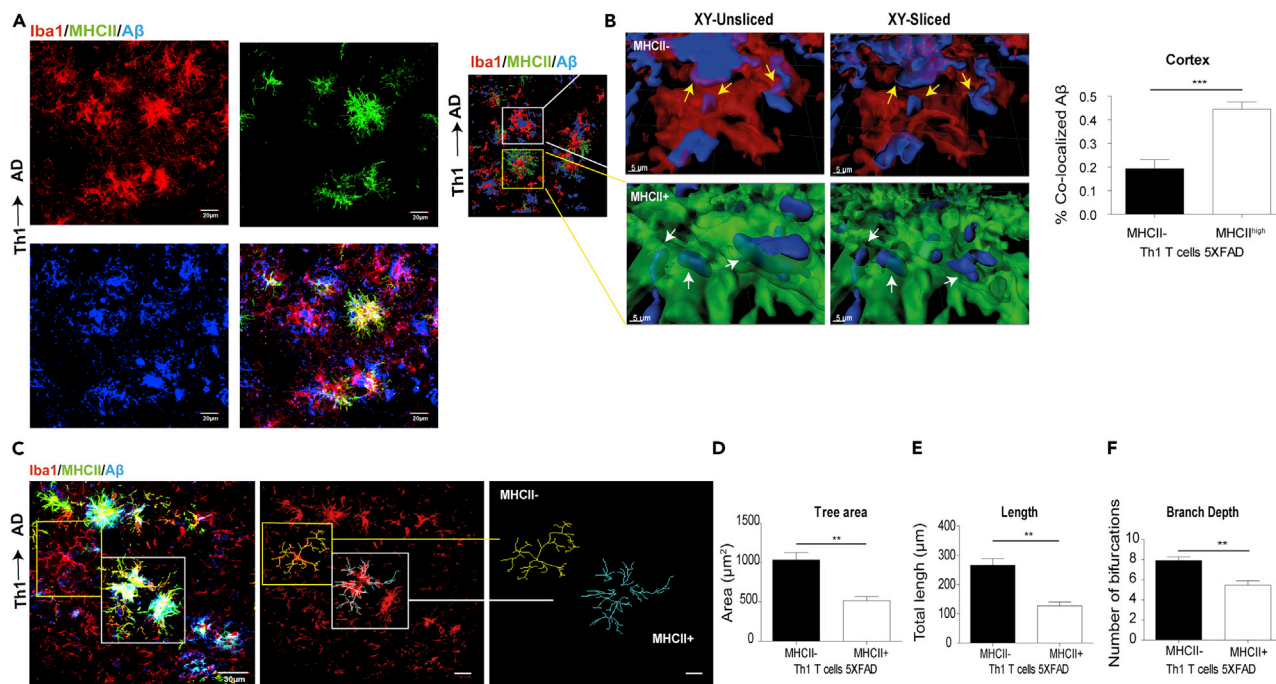 A
Iba1/MHCII/Aβ
Th1 → AD
20µm
20µm
20µm
20µm
Iba1/MHCII/Aβ
Th1 → AD
B
XY-Unsliced
XY-Sliced
MHCII-
5 µm
MHCII+
5 µm
5 µm
5 µm
Cortex
***
% Co-localized Aβ
0.5
0.4
0.3
0.2
0.1
0.0
MHCII-
MHCIIhigh
Th1 T cells 5XFAD
C
Iba1/MHCII/Aβ
Th1 → AD
30µm
MHCII-
MHCII+
D
Tree area
**
Area (µm²)
1500
1000
500
0
MHCII-
MHCII+
Th1 T cells 5XFAD
E
Length
**
Total lengh (µm)
400
300
200
100
0
MHCII-
MHCII+
Th1 T cells 5XFAD
F
Branch Depth
**
Number of bifurcations
10
8
6
4
2
0
MHCII-
MHCII+
Th1 T cells 5XFAD